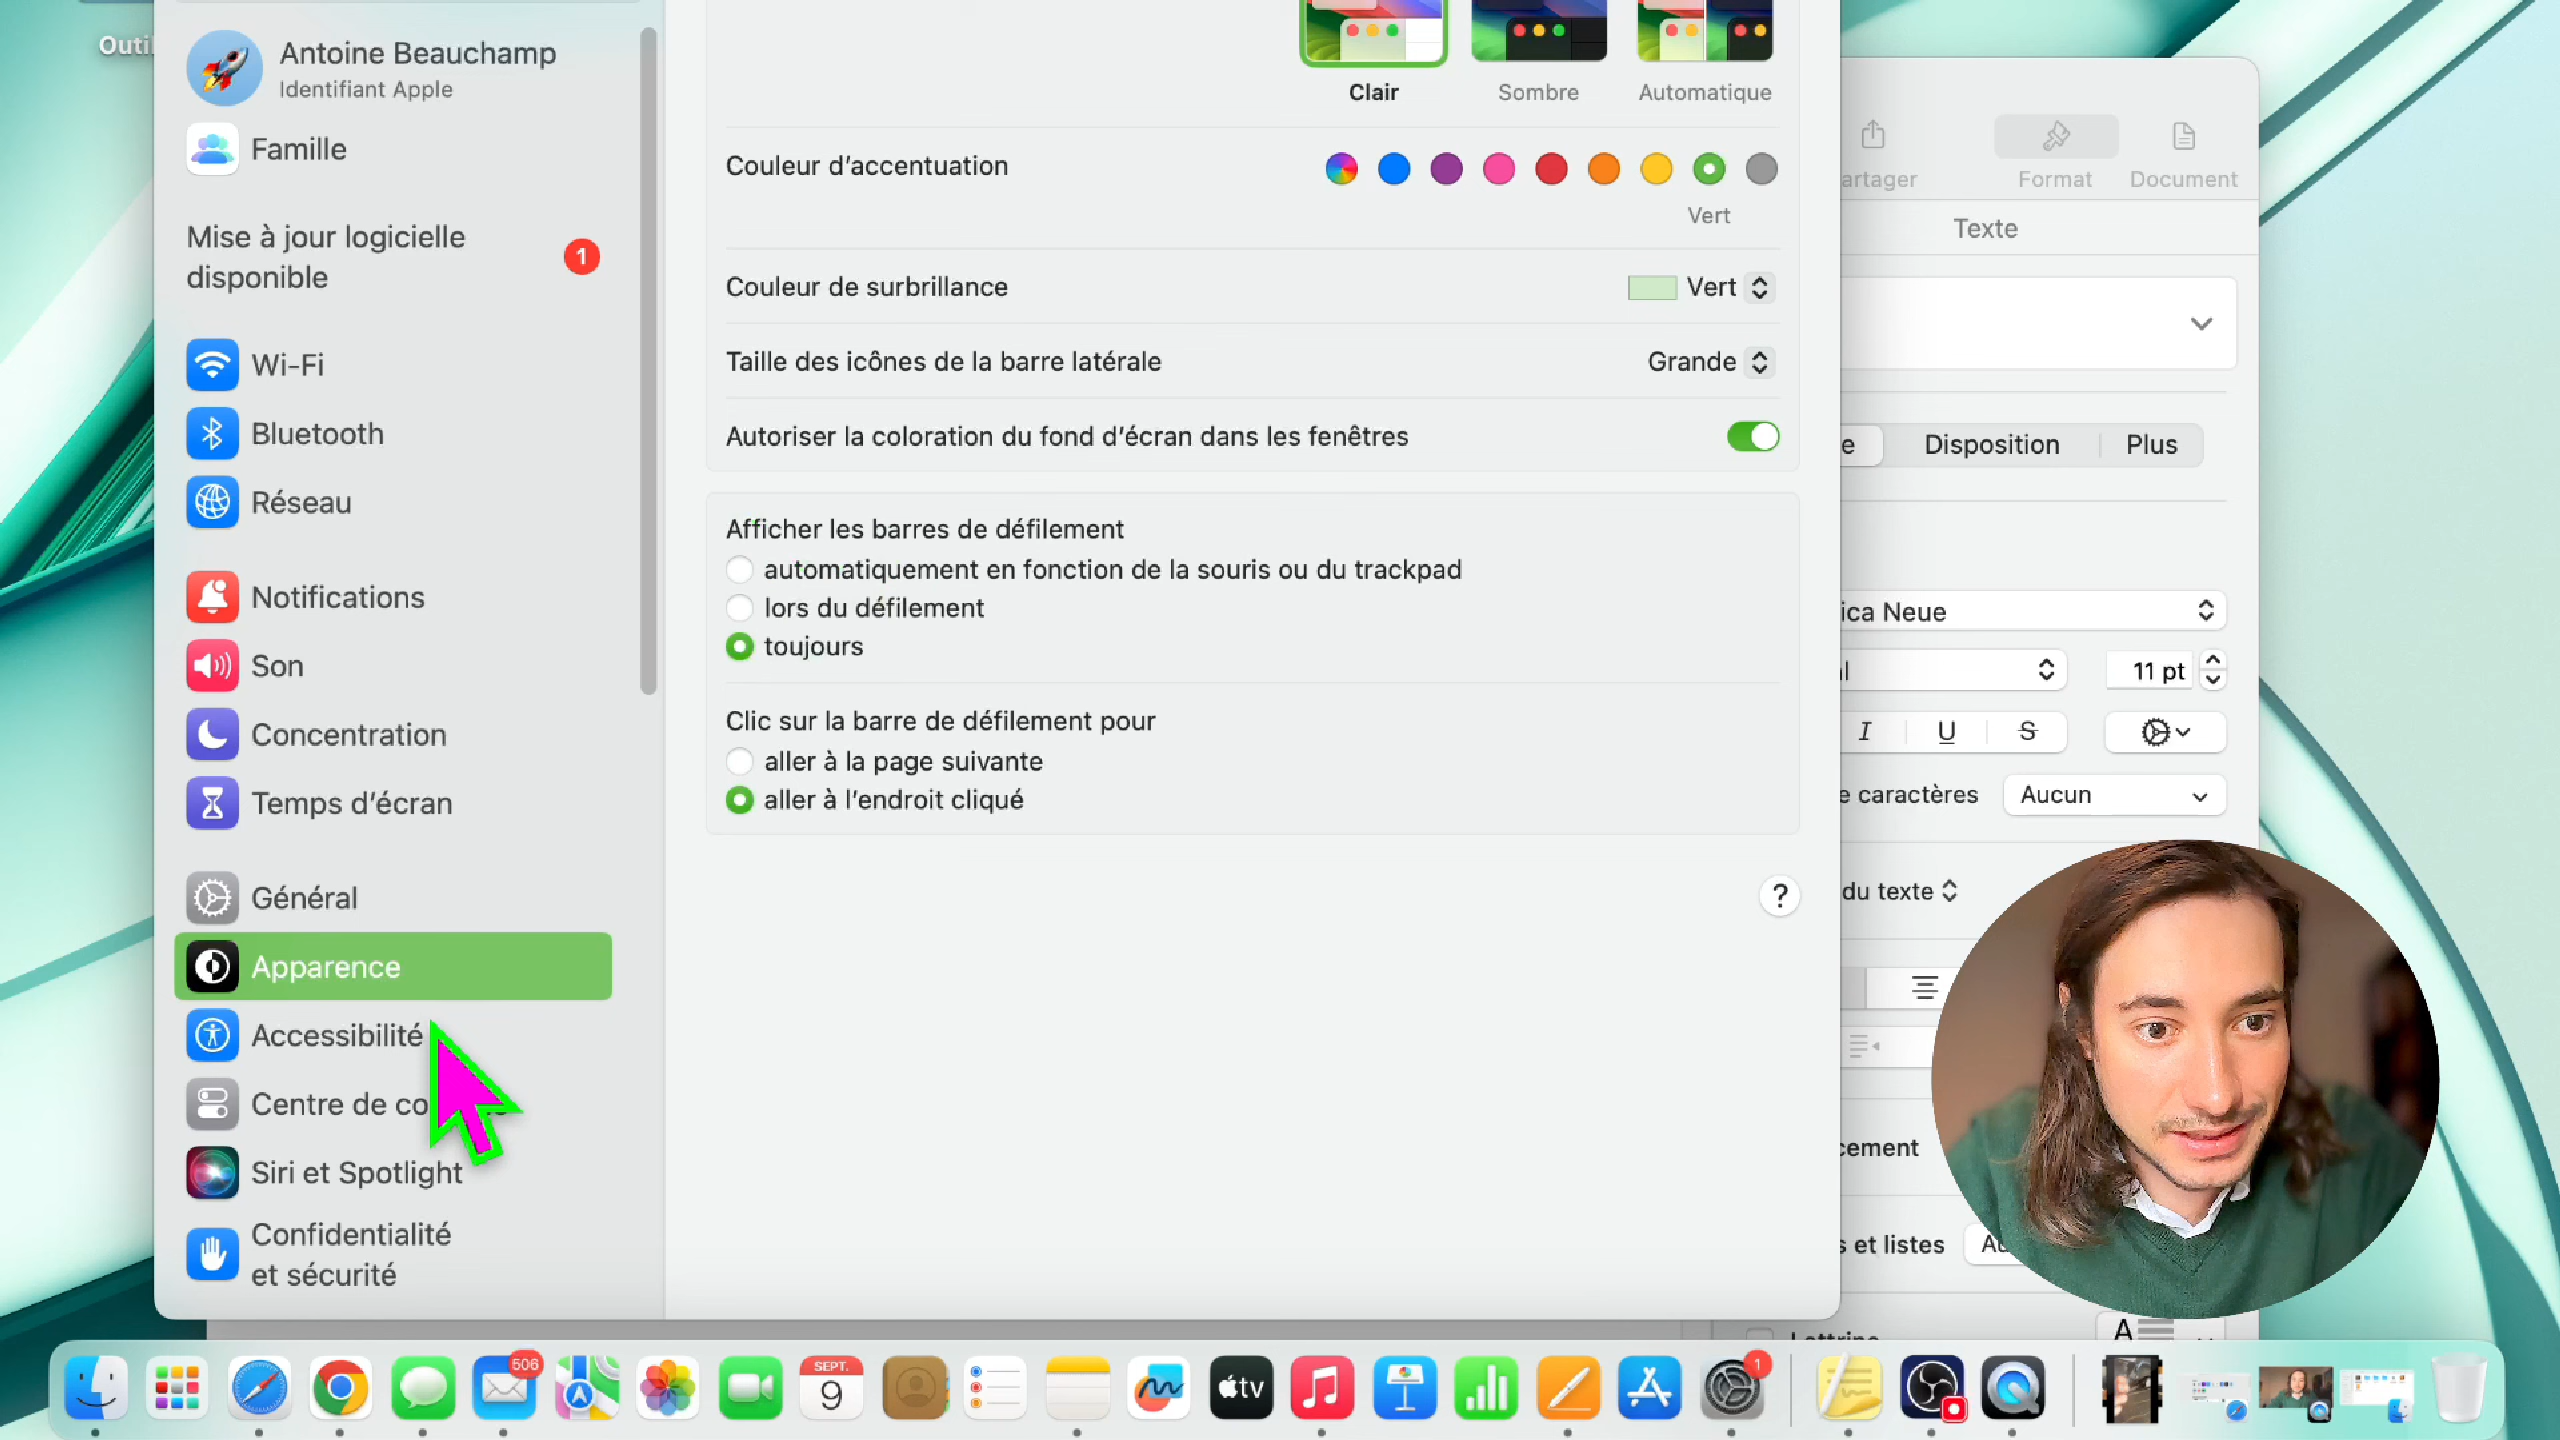 Antoine Beauchamp
Identifiant Apple
Famille
Mise à jour logicielle
disponible
1
Wi-Fi
Bluetooth
Réseau
Notifications
Son
Concentration
Temps d'écran
Général
Apparence
Accessibilité
Centre de co
Siri et Spotlight
Confidentialité
et sécurité
Clair
Sombre
Automatique
Couleur d'accentuation
Vert
Couleur de surbrillance
Vert
Taille des icônes de la barre latérale
Grande
Autoriser la coloration du fond d'écran dans les fenêtres
Afficher les barres de défilement
automatiquement en fonction de la souris ou du trackpad
lors du défilement
toujours
Clic sur la barre de défilement pour
aller à la page suivante
aller à l'endroit cliqué
?
Outil
artager
Format
Document
Texte
e
Disposition
Plus
ica Neue
11 pt
I
U
S
e caractères
Aucun
du texte
cement
s et listes
A
506
SEPT.
9
tv
1